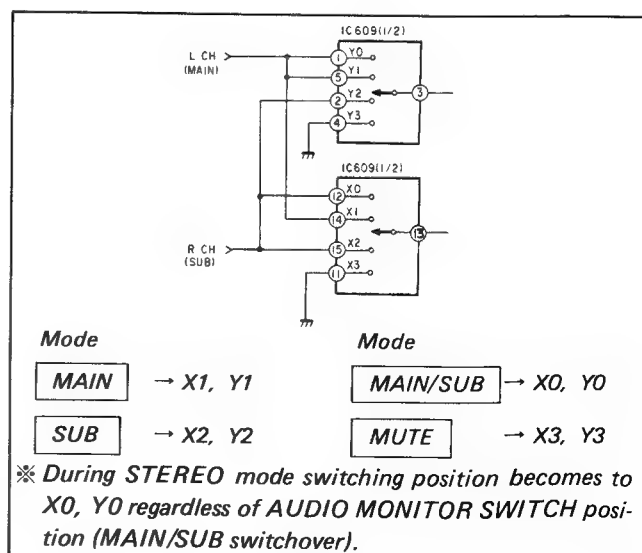 IC609(1/2)
L CH
(MAIN)
1 Y0
5 Y1
2 Y2
3
4 Y3
IC609(1/2)
12 X0
14 X1
13
R CH
(SUB)
15 X2
11 X3
Mode
MAIN → X1, Y1
SUB → X2, Y2
Mode
MAIN/SUB → X0, Y0
MUTE → X3, Y3
※ During STEREO mode switching position becomes to
X0, Y0 regardless of AUDIO MONITOR SWITCH posi-
tion (MAIN/SUB switchover).